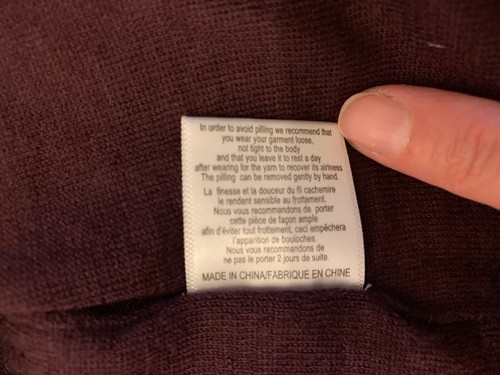 In order to avoid pilling we recommend that
you wear your garment loose,
not tight to the body
and that you leave it to rest a day
after wearing for the yarn to recover its airiness
The pilling can be removed gently by hand.
La finesse et la douceur du fil cachemire
le rendent sensible au frottement.
Nous vous recommandons de porter
cette pièce de façon ample
afin d'éviter tout frottement, ceci empêchera
l'apparition de bouloches.
Nous vous recommandons de
ne pas le porter 2 jours de suite.
MADE IN CHINA/FABRIQUE EN CHINE